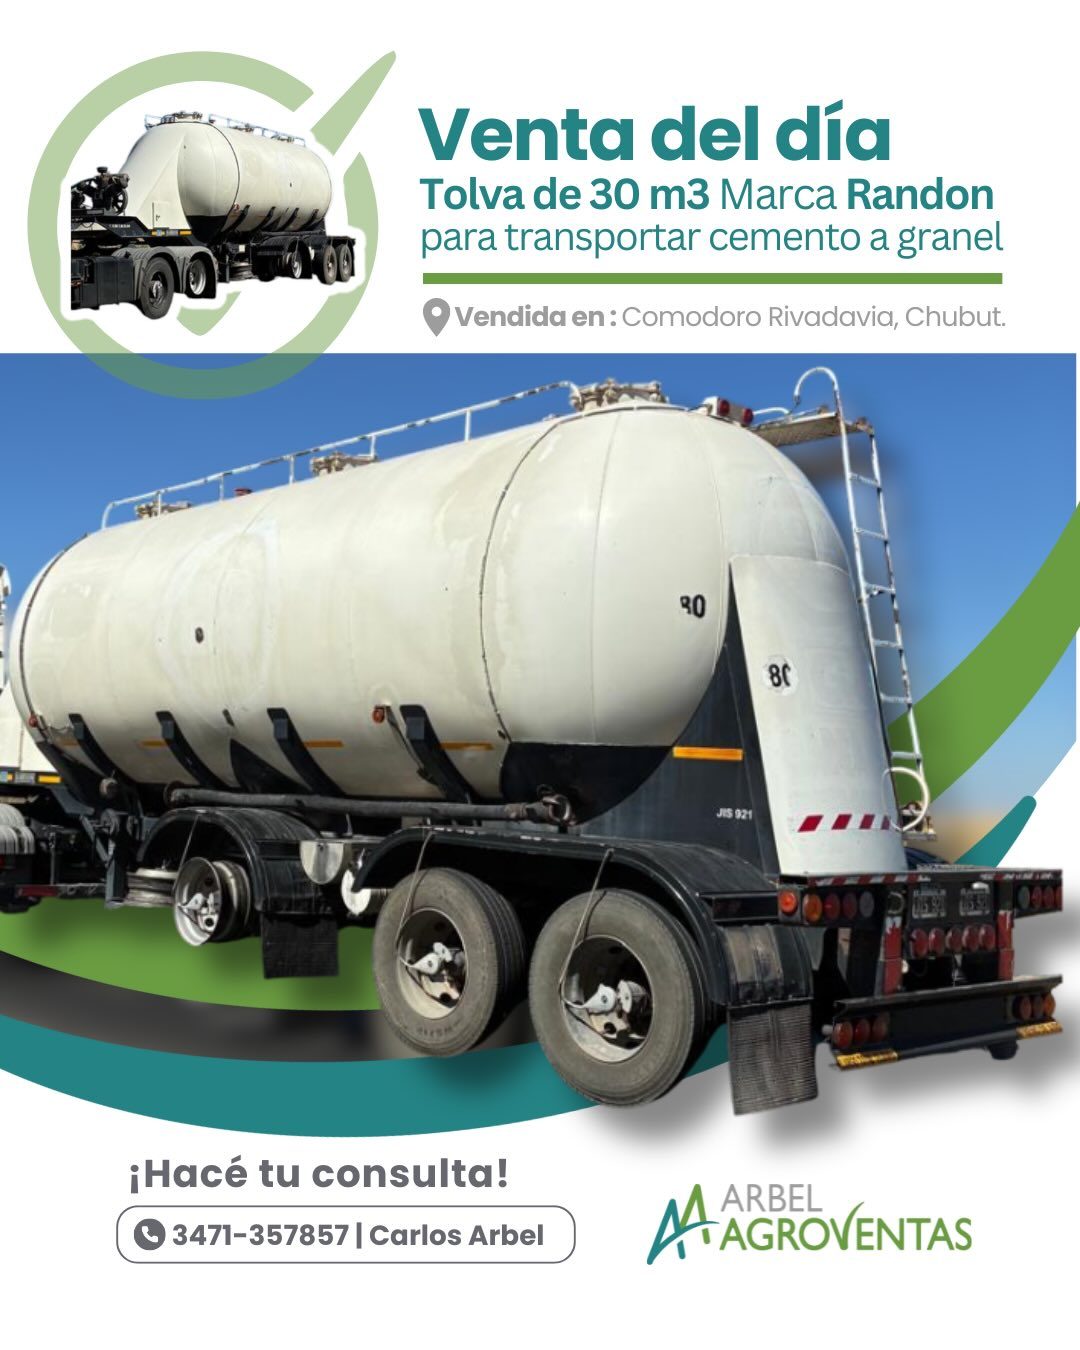 Venta del día
Tolva de 30 m3 Marca Randon
para transportar cemento a granel
Vendida en : Comodoro Rivadavia, Chubut.
80
80
JIS 921
¡Hacé tu consulta!
3471-357857 | Carlos Arbel
ARBEL
AGROVENTAS